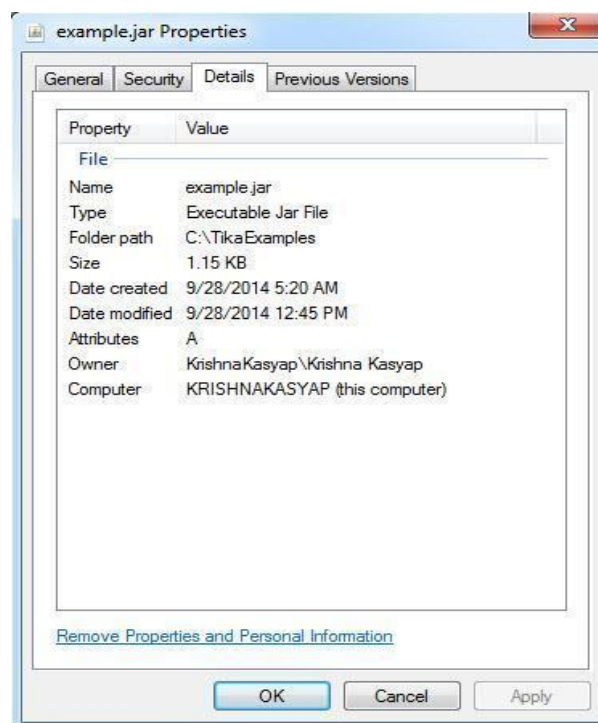 example.jar Properties
General Security Details Previous Versions
Property Value
File
Name example.jar
Type Executable Jar File
Folder path C:\TikaExamples
Size 1.15 KB
Date created 9/28/2014 5:20 AM
Date modified 9/28/2014 12:45 PM
Attributes A
Owner KrishnaKasyap\Krishna Kasyap
Computer KRISHNAKASYAP (this computer)
Remove Properties and Personal Information
OK Cancel Apply